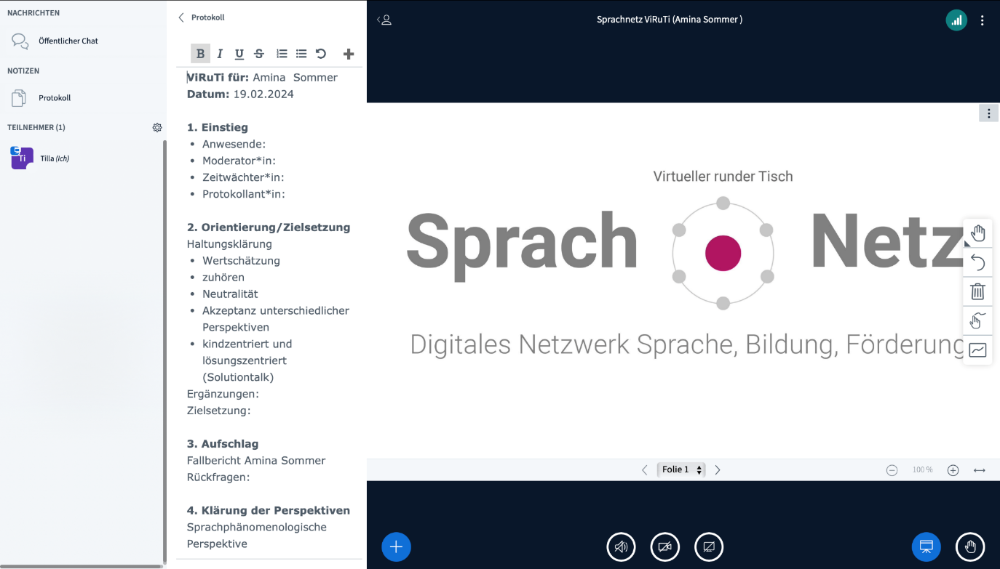 NACHRICHTEN
Öffentlicher Chat
NOTIZEN
Protokoll
TEILNEHMER (1)
Ti
Tilla (Ich)
Protokoll
B I U S
ViRuTi für: Amina Sommer
Datum: 19.02.2024
1. Einstieg
• Anwesende:
• Moderator*in:
• Zeitwächter*in:
• Protokollant*in:
2. Orientierung/Zielsetzung
Haltungsklärung
• Wertschätzung
• zuhören
• Neutralität
• Akzeptanz unterschiedlicher
Perspektiven
• kindzentriert und
lösungszentriert
(Solutiontalk)
Ergänzungen:
Zielsetzung:
3. Aufschlag
Fallbericht Amina Sommer
Rückfragen:
4. Klärung der Perspektiven
Sprachphänomenologische
Perspektive
Sprachnetz ViRuTi (Amina Sommer )
Virtueller runder Tisch
Sprach Netz
Digitales Netzwerk Sprache, Bildung, Förderung
Folie 1
100 %